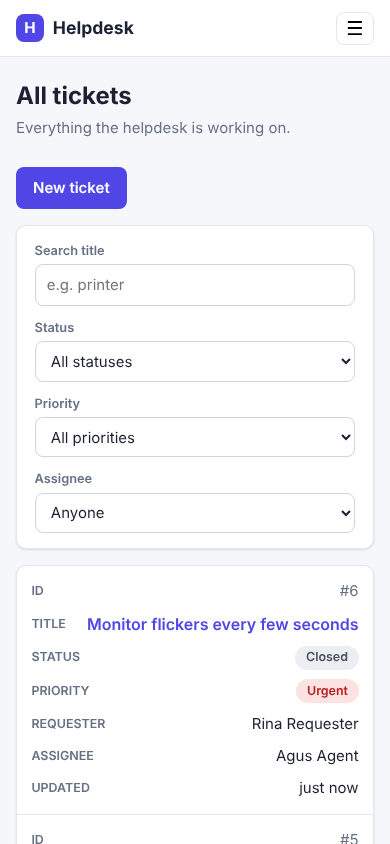 H Helpdesk ☰
All tickets
Everything the helpdesk is working on.
New ticket
Search title
e.g. printer
Status
All statuses
Priority
All priorities
Assignee
Anyone
ID #6
TITLE Monitor flickers every few seconds
STATUS Closed
PRIORITY Urgent
REQUESTER Rina Requester
ASSIGNEE Agus Agent
UPDATED just now
ID #5